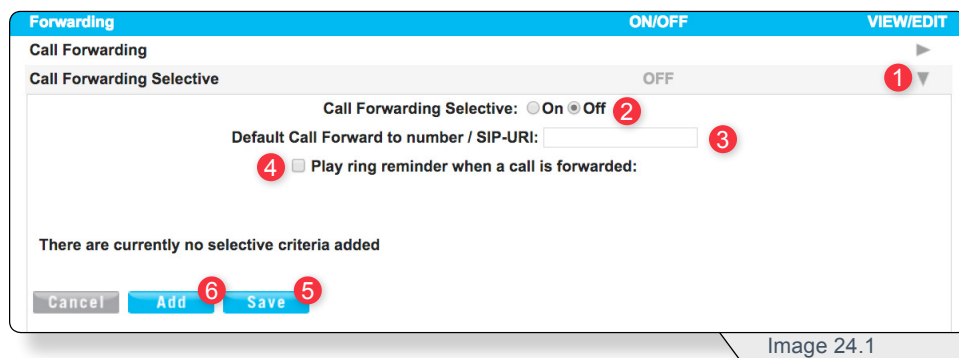 Forwarding ON/OFF VIEW/EDIT
Call Forwarding
Call Forwarding Selective OFF 1
Call Forwarding Selective: On Off 2
Default Call Forward to number / SIP-URI: 3
4 Play ring reminder when a call is forwarded:
There are currently no selective criteria added
Cancel Add 6 Save 5
Image 24.1